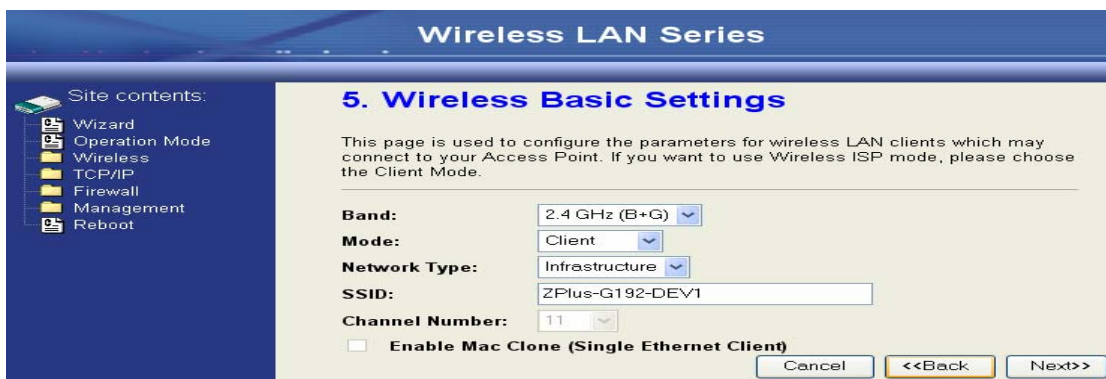 Wireless LAN Series
Site contents:
Wizard
Operation Mode
Wireless
TCP/IP
Firewall
Management
Reboot
5. Wireless Basic Settings
This page is used to configure the parameters for wireless LAN clients which may
connect to your Access Point. If you want to use Wireless ISP mode, please choose
the Client Mode.
Band: 2.4 GHz (B+G)
Mode: Client
Network Type: Infrastructure
SSID: ZPlus-G192-DEV1
Channel Number: 11
Enable Mac Clone (Single Ethernet Client)
Cancel <<Back Next>>